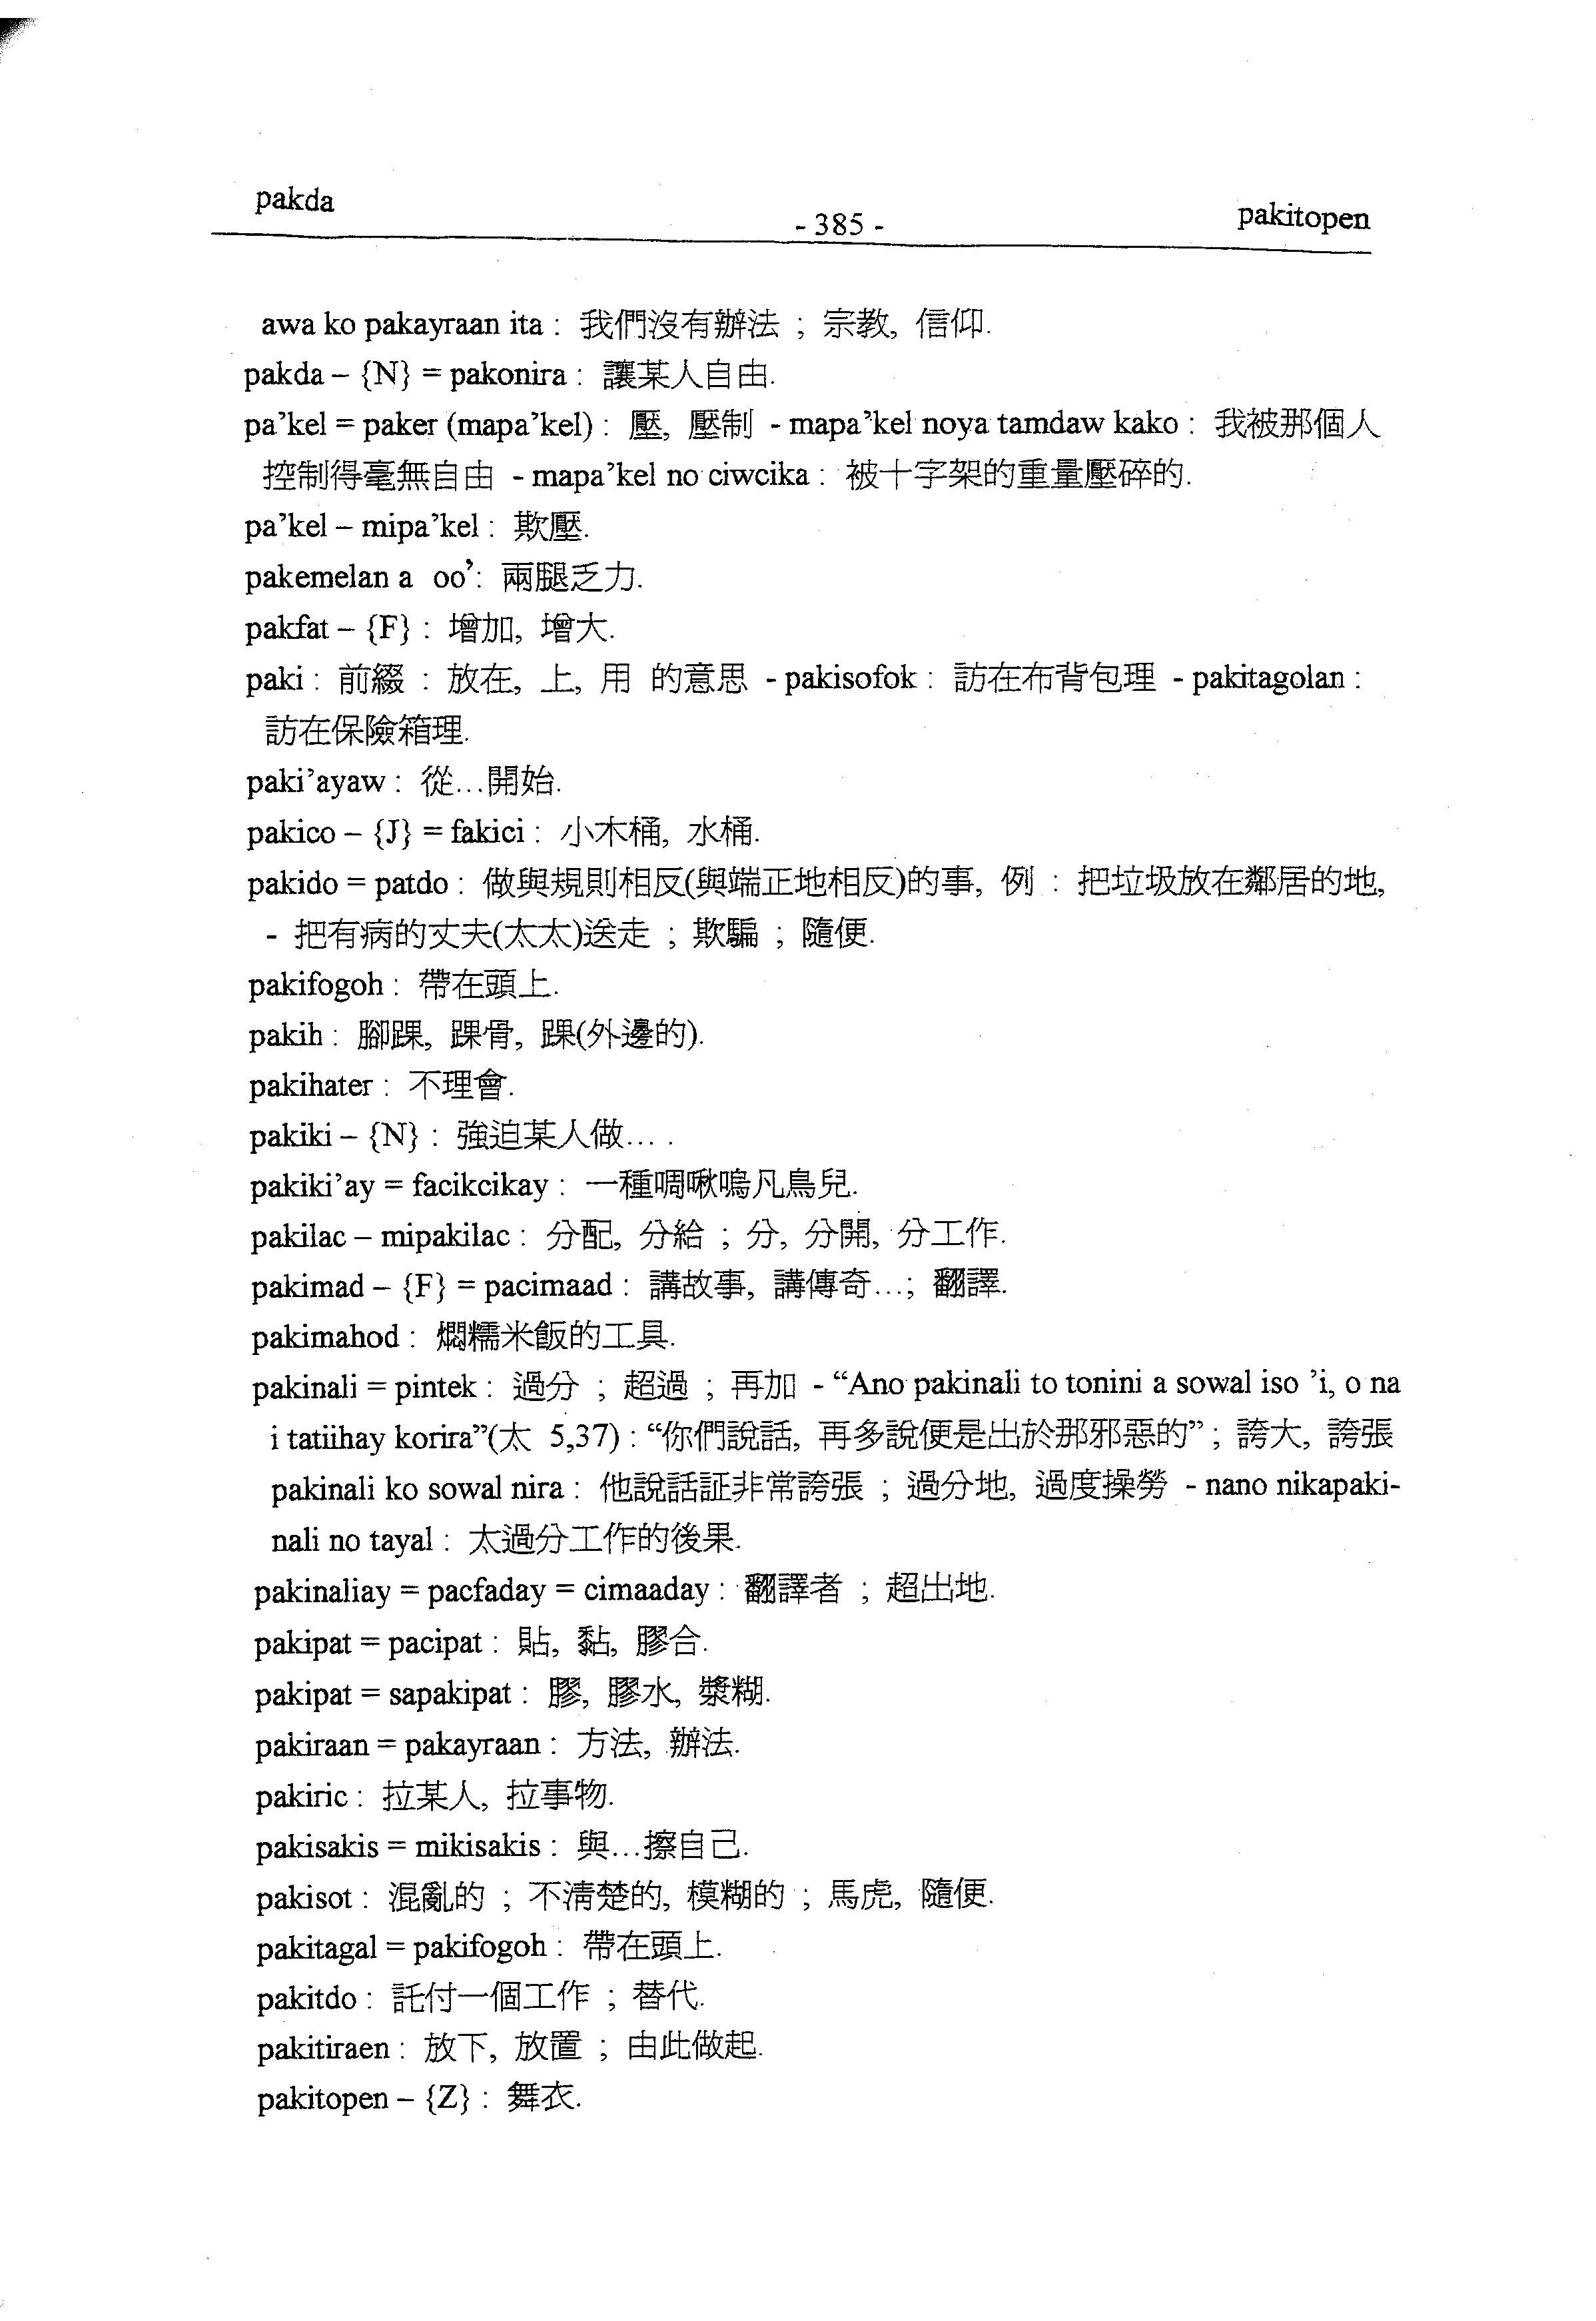 pakda
- 385 -
pakitopen
awa ko pakayraan ita : 我們沒有辦法 ; 宗教, 信仰.
pakda – {N} = pakonira : 讓某人自由.
pa’kel = paker (mapa’kel) : 壓, 壓制 - mapa’kel noya tamdaw kako : 我被那個人
控制得毫無自由 - mapa’kel no ciwcika : 被十字架的重量壓碎的.
pa’kel – mipa’kel : 欺壓.
pakemelan a oo’: 兩腿乏力.
pakfat – {F} : 增加, 增大.
paki : 前綴 : 放在, 上, 用 的意思 - pakisofok : 訪在布背包理 - pakitagolan :
訪在保險箱理.
paki’ayaw : 從…開始.
pakico – {J} = fakici : 小木桶, 水桶.
pakido = patdo : 做與規則相反(與端正地相反)的事, 例 : 把垃圾放在鄰居的地,
- 把有病的丈夫(太太)送走 ; 欺騙 ; 隨便.
pakifogoh : 帶在頭上.
pakih : 腳踝, 踝骨, 踝(外邊的).
pakihater : 不理會.
pakiki – {N} : 強迫某人做… .
pakiki’ay = facikcikay : 一種啁啾嗚凡鳥兒.
pakilac – mipakilac : 分配, 分給 ; 分, 分開, 分工作.
pakimad – {F} = pacimaad : 講故事, 講傳奇…; 翻譯.
pakimahod : 燜糯米飯的工具.
pakinali = pintek : 過分 ; 超過 ; 再加 - “Ano pakinali to tonini a sowal iso ’i, o na
i tatiihay korira”(太 5,37) : “你們說話, 再多說便是出於那邪惡的” ; 誇大, 誇張
pakinali ko sowal nira : 他說話証非常誇張 ; 過分地, 過度操勞 - nano nikapaki-
nali no tayal : 太過分工作的後果.
pakinaliay = pacfaday = cimaaday : 翻譯者 ; 超出地.
pakipat = pacipat : 貼, 黏, 膠合.
pakipat = sapakipat : 膠, 膠水, 漿糊.
pakiraan = pakayraan : 方法, 辦法.
pakiric : 拉某人, 拉事物.
pakisakis = mikisakis : 與…擦自己.
pakisot : 混亂的 ; 不清楚的, 模糊的 ; 馬虎, 隨便.
pakitagal = pakifogoh : 帶在頭上.
pakitdo : 託付一個工作 ; 替代.
pakitiraen : 放下, 放置 ; 由此做起.
pakitopen – {Z} : 舞衣.